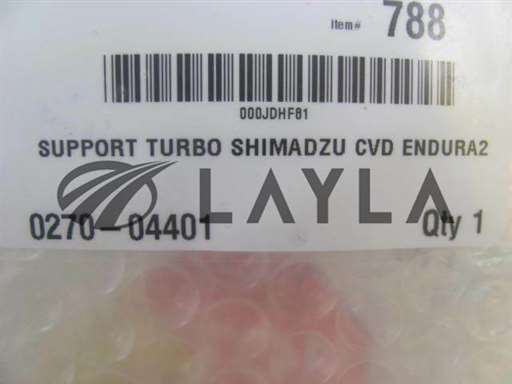 Item# 788
000JDHF81
SUPPORT TURBO SHIMADZU CVD ENDURA2
LAYLA
0270-04401 Qty 1